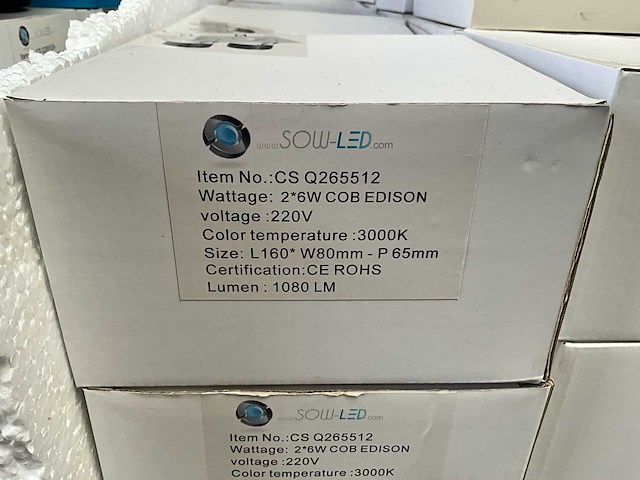 www.SOW-LED.com
Item No.:CS Q265512
Wattage: 2*6W COB EDISON
voltage :220V
Color temperature :3000K
Size: L160* W80mm - P 65mm
Certification:CE ROHS
Lumen : 1080 LM
www.SOW-LED.com
Item No.:CS Q265512
Wattage: 2*6W COB EDISON
voltage :220V
Color temperature :3000K